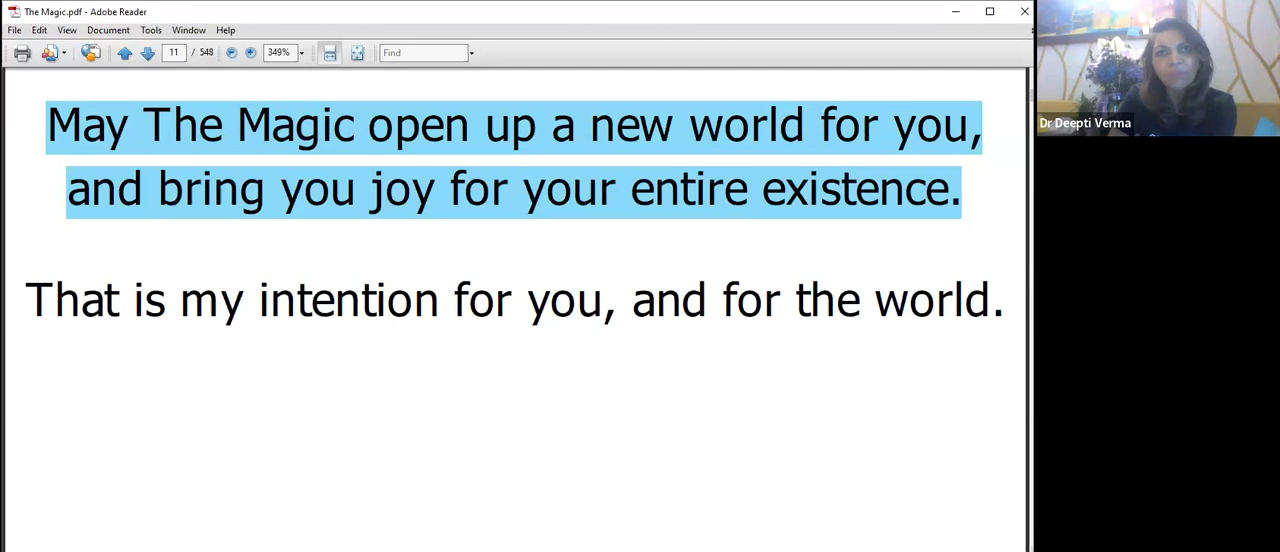 The Magic.pdf - Adobe Reader
File Edit View Document Tools Window Help
11 / 548 349% Find
May The Magic open up a new world for you,
and bring you joy for your entire existence.
That is my intention for you, and for the world.
Dr Deepti Verma